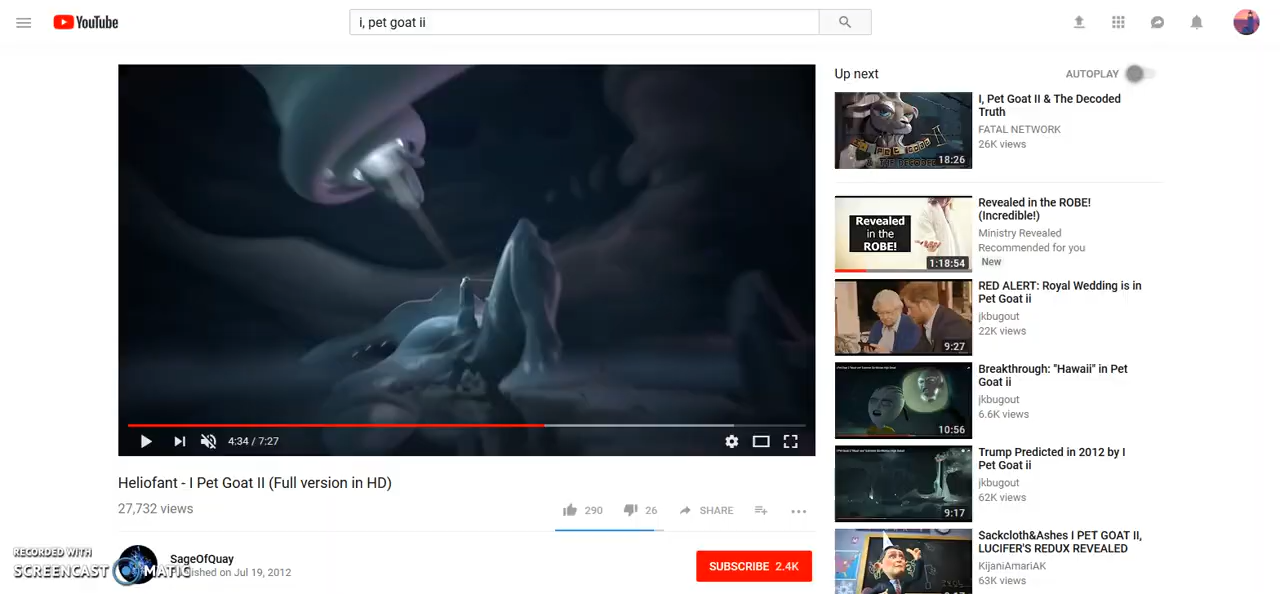 YouTube
i, pet goat ii
Up next
AUTOPLAY
I, Pet Goat II & The Decoded
Truth
FATAL NETWORK
26K views
18:26
Revealed in the ROBE!
(Incredible!)
Ministry Revealed
Recommended for you
New
Revealed
in the
ROBE!
1:18:54
RED ALERT: Royal Wedding is in
Pet Goat ii
jkbugout
22K views
9:27
Breakthrough: "Hawaii" in Pet
Goat ii
jkbugout
6.6K views
10:56
Trump Predicted in 2012 by I
Pet Goat ii
jkbugout
62K views
9:17
Sackcloth&Ashes I PET GOAT II,
LUCIFER'S REDUX REVEALED
KijaniAmariAK
63K views
4:34 / 7:27
Heliofant - I Pet Goat II (Full version in HD)
27,732 views
290
26
SHARE
SageOfQuay
on Jul 19, 2012
SUBSCRIBE 2.4K
RECORDED WITH
SCREENCAST MATIC